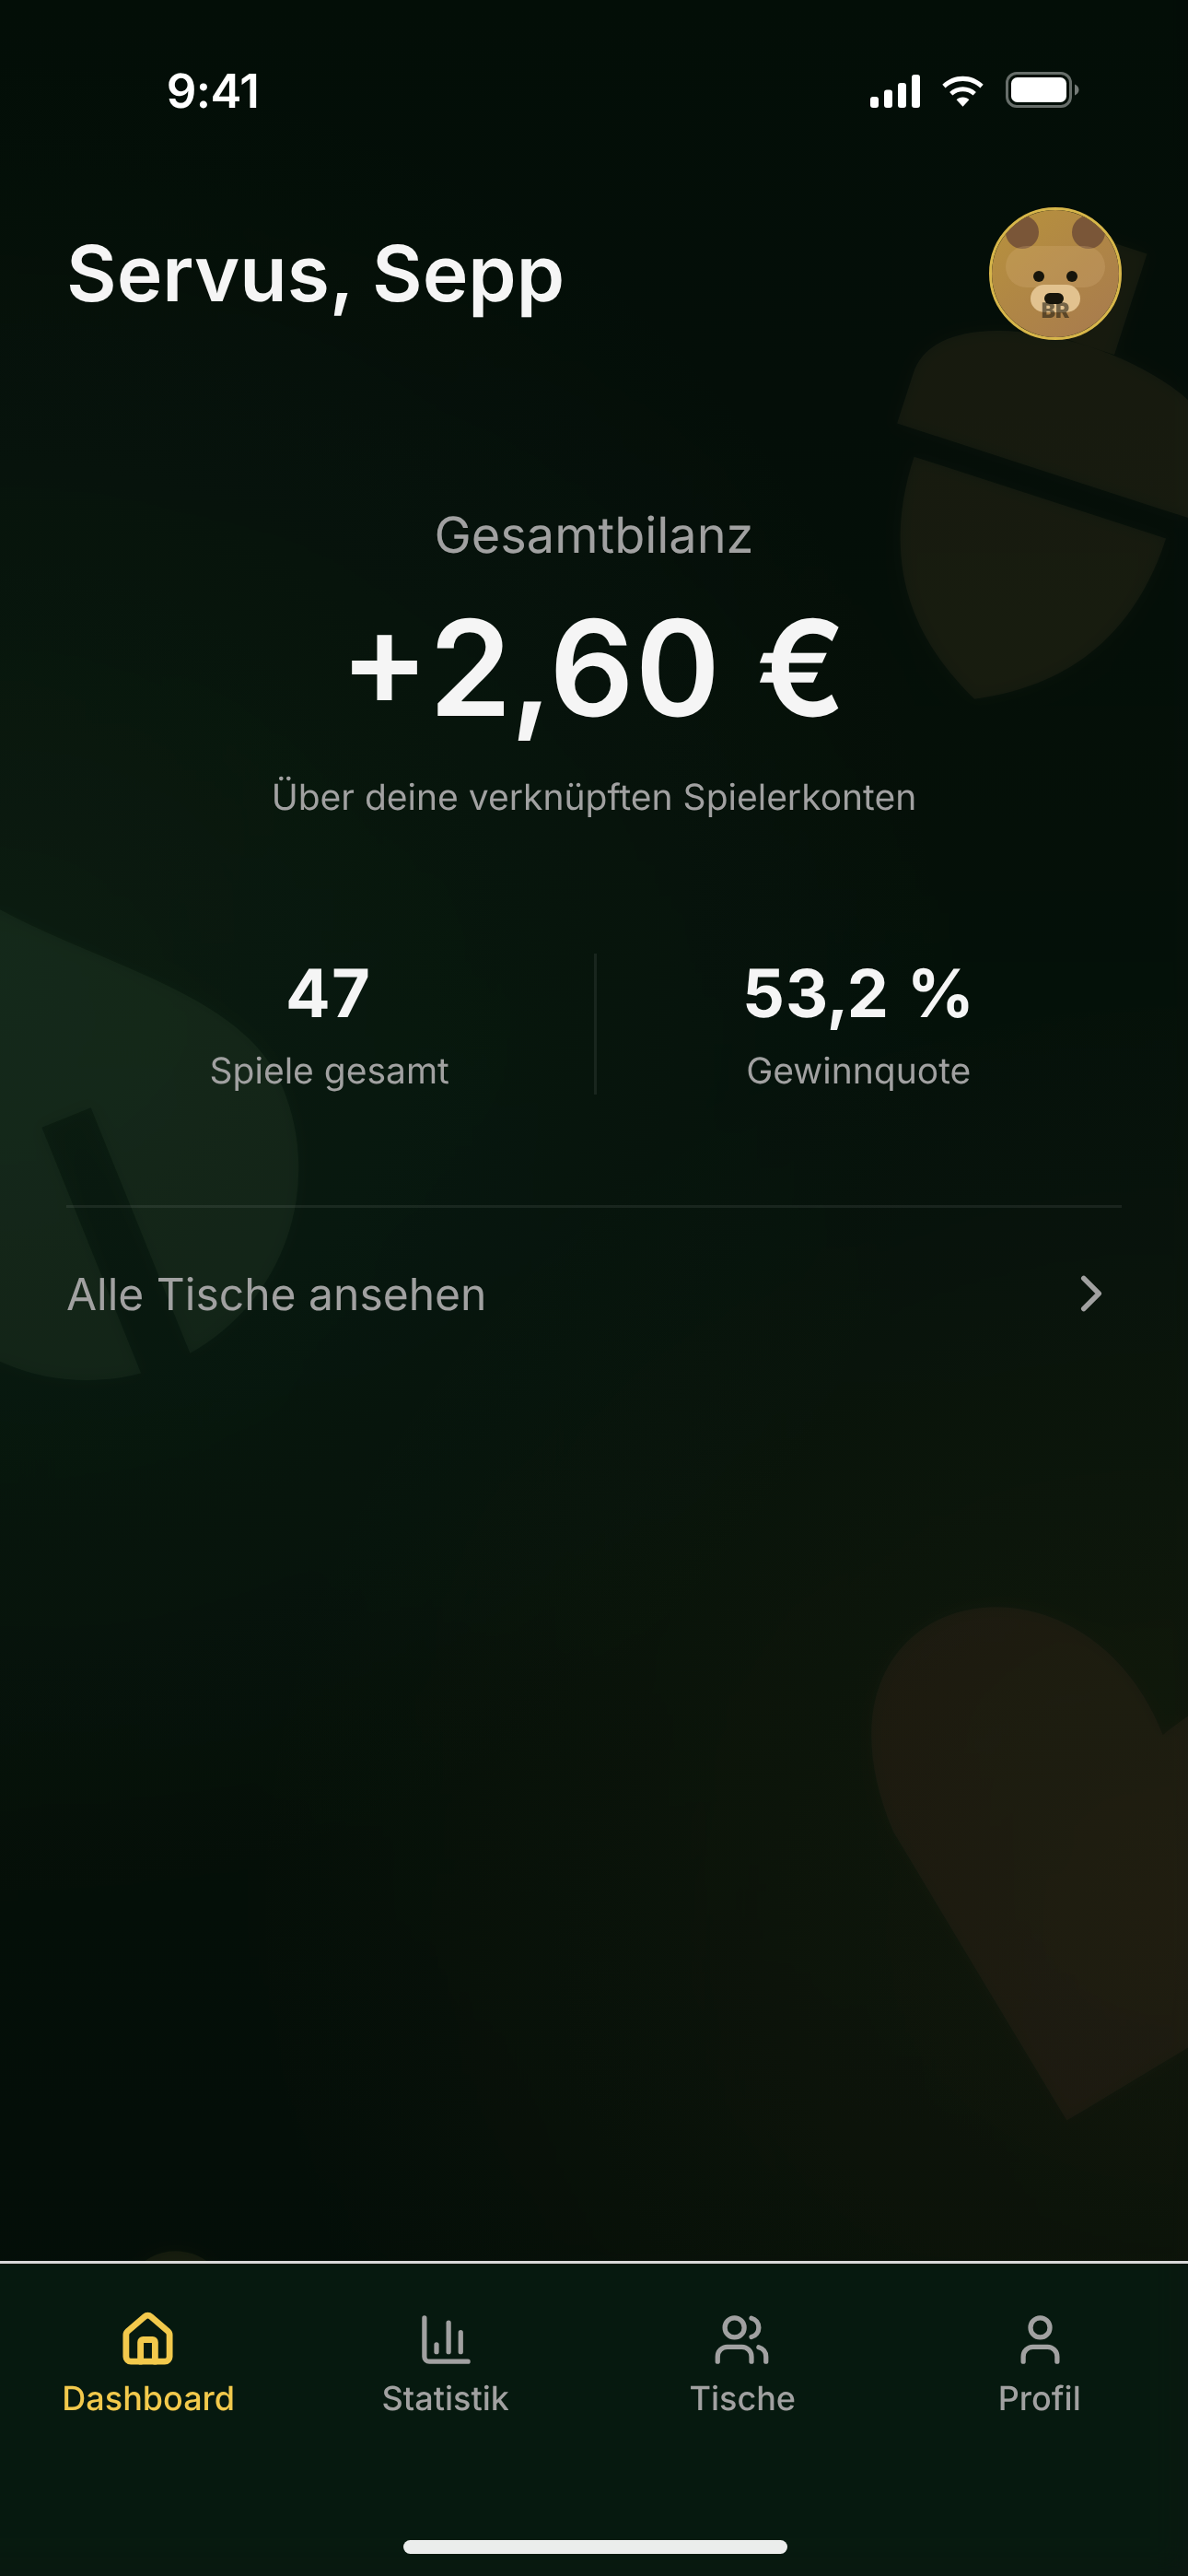 9:41
Servus, Sepp
BR
Gesamtbilanz
+2,60 €
Über deine verknüpften Spielerkonten
47
53,2 %
Spiele gesamt
Gewinnquote
Alle Tische ansehen
Dashboard
Statistik
Tische
Profil